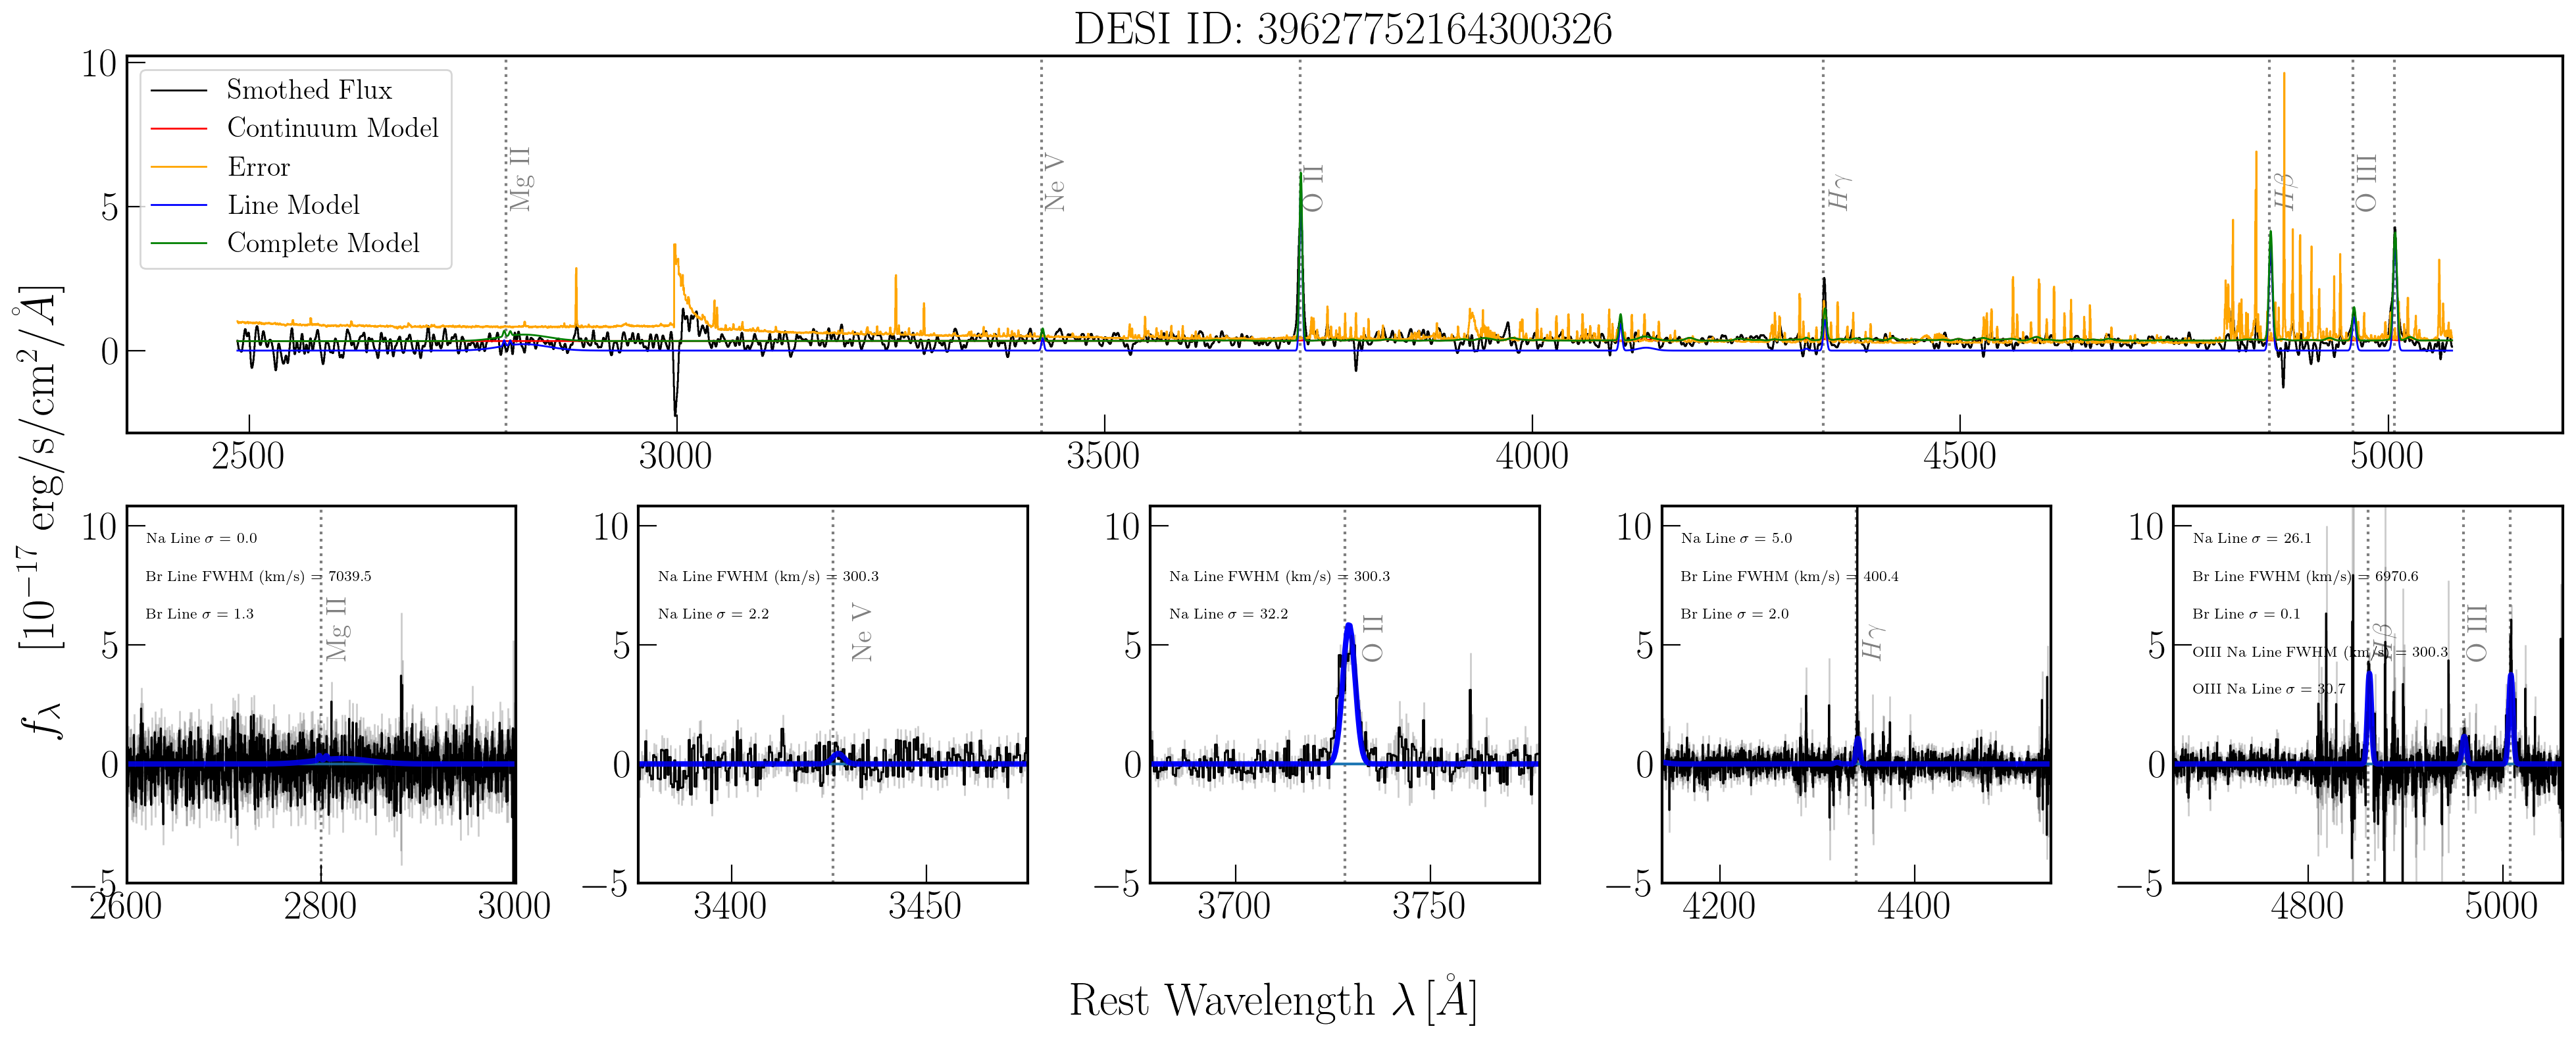 DESI ID: 39627752164300326
10
5
0
Smothed Flux
Continuum Model
Error
Line Model
Complete Model
Mg II
Ne V
O II
Hγ
Hβ
O III
2500
3000
3500
4000
4500
5000
f_λ [10^{-17} erg/s/cm^2/Å]
10
5
0
−5
Na Line σ = 0.0
Br Line FWHM (km/s) = 7039.5
Br Line σ = 1.3
Mg II
2600
2800
3000
10
5
0
−5
Na Line FWHM (km/s) = 300.3
Na Line σ = 2.2
Ne V
3400
3450
10
5
0
−5
Na Line FWHM (km/s) = 300.3
Na Line σ = 32.2
O II
3700
3750
10
5
0
−5
Na Line σ = 5.0
Br Line FWHM (km/s) = 400.4
Br Line σ = 2.0
Hγ
4200
4400
10
5
0
−5
Na Line σ = 26.1
Br Line FWHM (km/s) = 6970.6
Br Line σ = 0.1
OIII Na Line FWHM (km/s) = 300.3
OIII Na Line σ = 30.7
Hβ
O III
4800
5000
Rest Wavelength λ [Å]